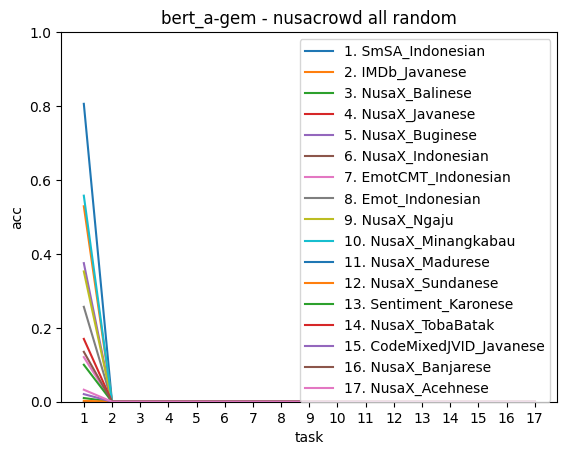 bert_a-gem - nusacrowd all random
1.0
0.8
0.6
0.4
0.2
0.0
acc
1. SmSA_Indonesian
2. IMDb_Javanese
3. NusaX_Balinese
4. NusaX_Javanese
5. NusaX_Buginese
6. NusaX_Indonesian
7. EmotCMT_Indonesian
8. Emot_Indonesian
9. NusaX_Ngaju
10. NusaX_Minangkabau
11. NusaX_Madurese
12. NusaX_Sundanese
13. Sentiment_Karonese
14. NusaX_TobaBatak
15. CodeMixedJVID_Javanese
16. NusaX_Banjarese
17. NusaX_Acehnese
1 2 3 4 5 6 7 8 9 10 11 12 13 14 15 16 17
task